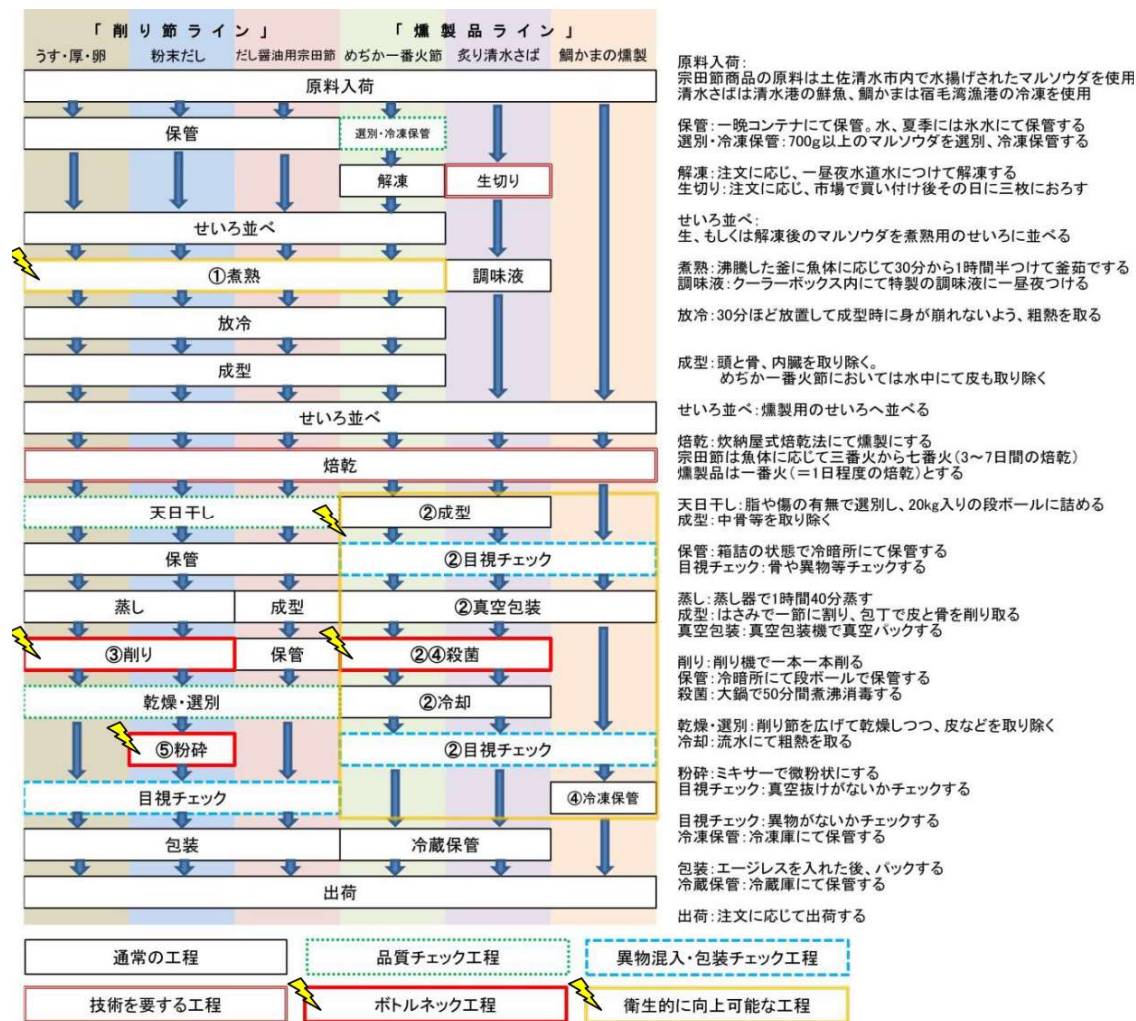 「削り節ライン」
「燻製品ライン」
うす・厚・卵
粉末だし
だし醤油用宗田節
めぢか一番火節
炙り清水さば
鯛かまの燻製
原料入荷
保管
選別・冷凍保管
解凍
生切り
せいろ並べ
①煮熟
調味液
放冷
成型
せいろ並べ
焙乾
天日干し
②成型
保管
②目視チェック
蒸し
成型
②真空包装
③削り
保管
②④殺菌
乾燥・選別
②冷却
⑤粉砕
②目視チェック
目視チェック
④冷凍保管
包装
冷蔵保管
出荷
原料入荷:
宗田節商品の原料は土佐清水市内で水揚げされたマルソウダを使用
清水さばは清水港の鮮魚、鯛かまは宿毛湾漁港の冷凍を使用
保管:一晩コンテナにて保管。水、夏季には氷水にて保管する
選別・冷凍保管:700g以上のマルソウダを選別、冷凍保管する
解凍:注文に応じ、一昼夜水道水につけて解凍する
生切り:注文に応じ、市場で買い付け後その日に三枚におろす
せいろ並べ:
生、もしくは解凍後のマルソウダを煮熟用のせいろに並べる
煮熟:沸騰した釜に魚体に応じて30分から1時間半つけて釜茹でする
調味液:クーラーボックス内にて特製の調味液に一昼夜つける
放冷:30分ほど放置して成型時に身が崩れないよう、粗熱を取る
成型:頭と骨、内臓を取り除く。
めぢか一番火節においては水中にて皮も取り除く
せいろ並べ:燻製用のせいろへ並べる
焙乾:炊納屋式焙乾法にて燻製にする
宗田節は魚体に応じて三番火から七番火(3～7日間の焙乾)
燻製品は一番火(=1日程度の焙乾)とする
天日干し:脂や傷の有無で選別し、20kg入りの段ボールに詰める
成型:中骨等を取り除く
保管:箱詰の状態で冷暗所にて保管する
目視チェック:骨や異物等チェックする
蒸し:蒸し器で1時間40分蒸す
成型:はさみで一節に割り、包丁で皮と骨を削り取る
真空包装:真空包装機で真空パックする
削り:削り機で一本一本削る
保管:冷暗所にて段ボールで保管する
殺菌:大鍋で50分間煮沸消毒する
乾燥・選別:削り節を広げて乾燥しつつ、皮などを取り除く
冷却:流水にて粗熱を取る
粉砕:ミキサーで微粉状にする
目視チェック:真空抜けがないかチェックする
目視チェック:異物がないかチェックする
冷凍保管:冷凍庫にて保管する
包装:エージレスを入れた後、パックする
冷蔵保管:冷蔵庫にて保管する
出荷:注文に応じて出荷する
通常の工程
品質チェック工程
異物混入・包装チェック工程
技術を要する工程
ボトルネック工程
衛生的に向上可能な工程